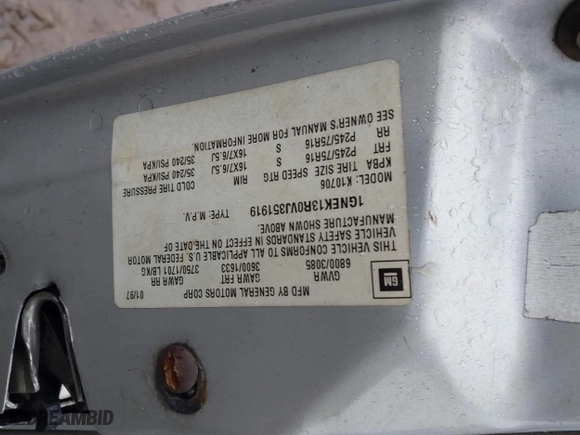 MFD BY GENERAL MOTORS CORP
01/97
GVWR GAWR FRT GAWR RR
6800/3085 3600/1633 3750/1701 LB/KG
GM
THIS VEHICLE CONFORMS TO ALL APPLICABLE U.S. FEDERAL MOTOR
VEHICLE SAFETY STANDARDS IN EFFECT ON THE DATE OF
MANUFACTURE SHOWN ABOVE.
1GNEK13R0VJ351919 TYPE: M.P.V.
MODEL: K10706
KPBA TIRE SIZE SPEED RTG RIM COLD TIRE PRESSURE
FRT P245/75R16 S 16X7/6.5J 35/240 PSI/KPA
RR P245/75R16 S 16X7/6.5J 35/240 PSI/KPA
SEE OWNER'S MANUAL FOR MORE INFORMATION.